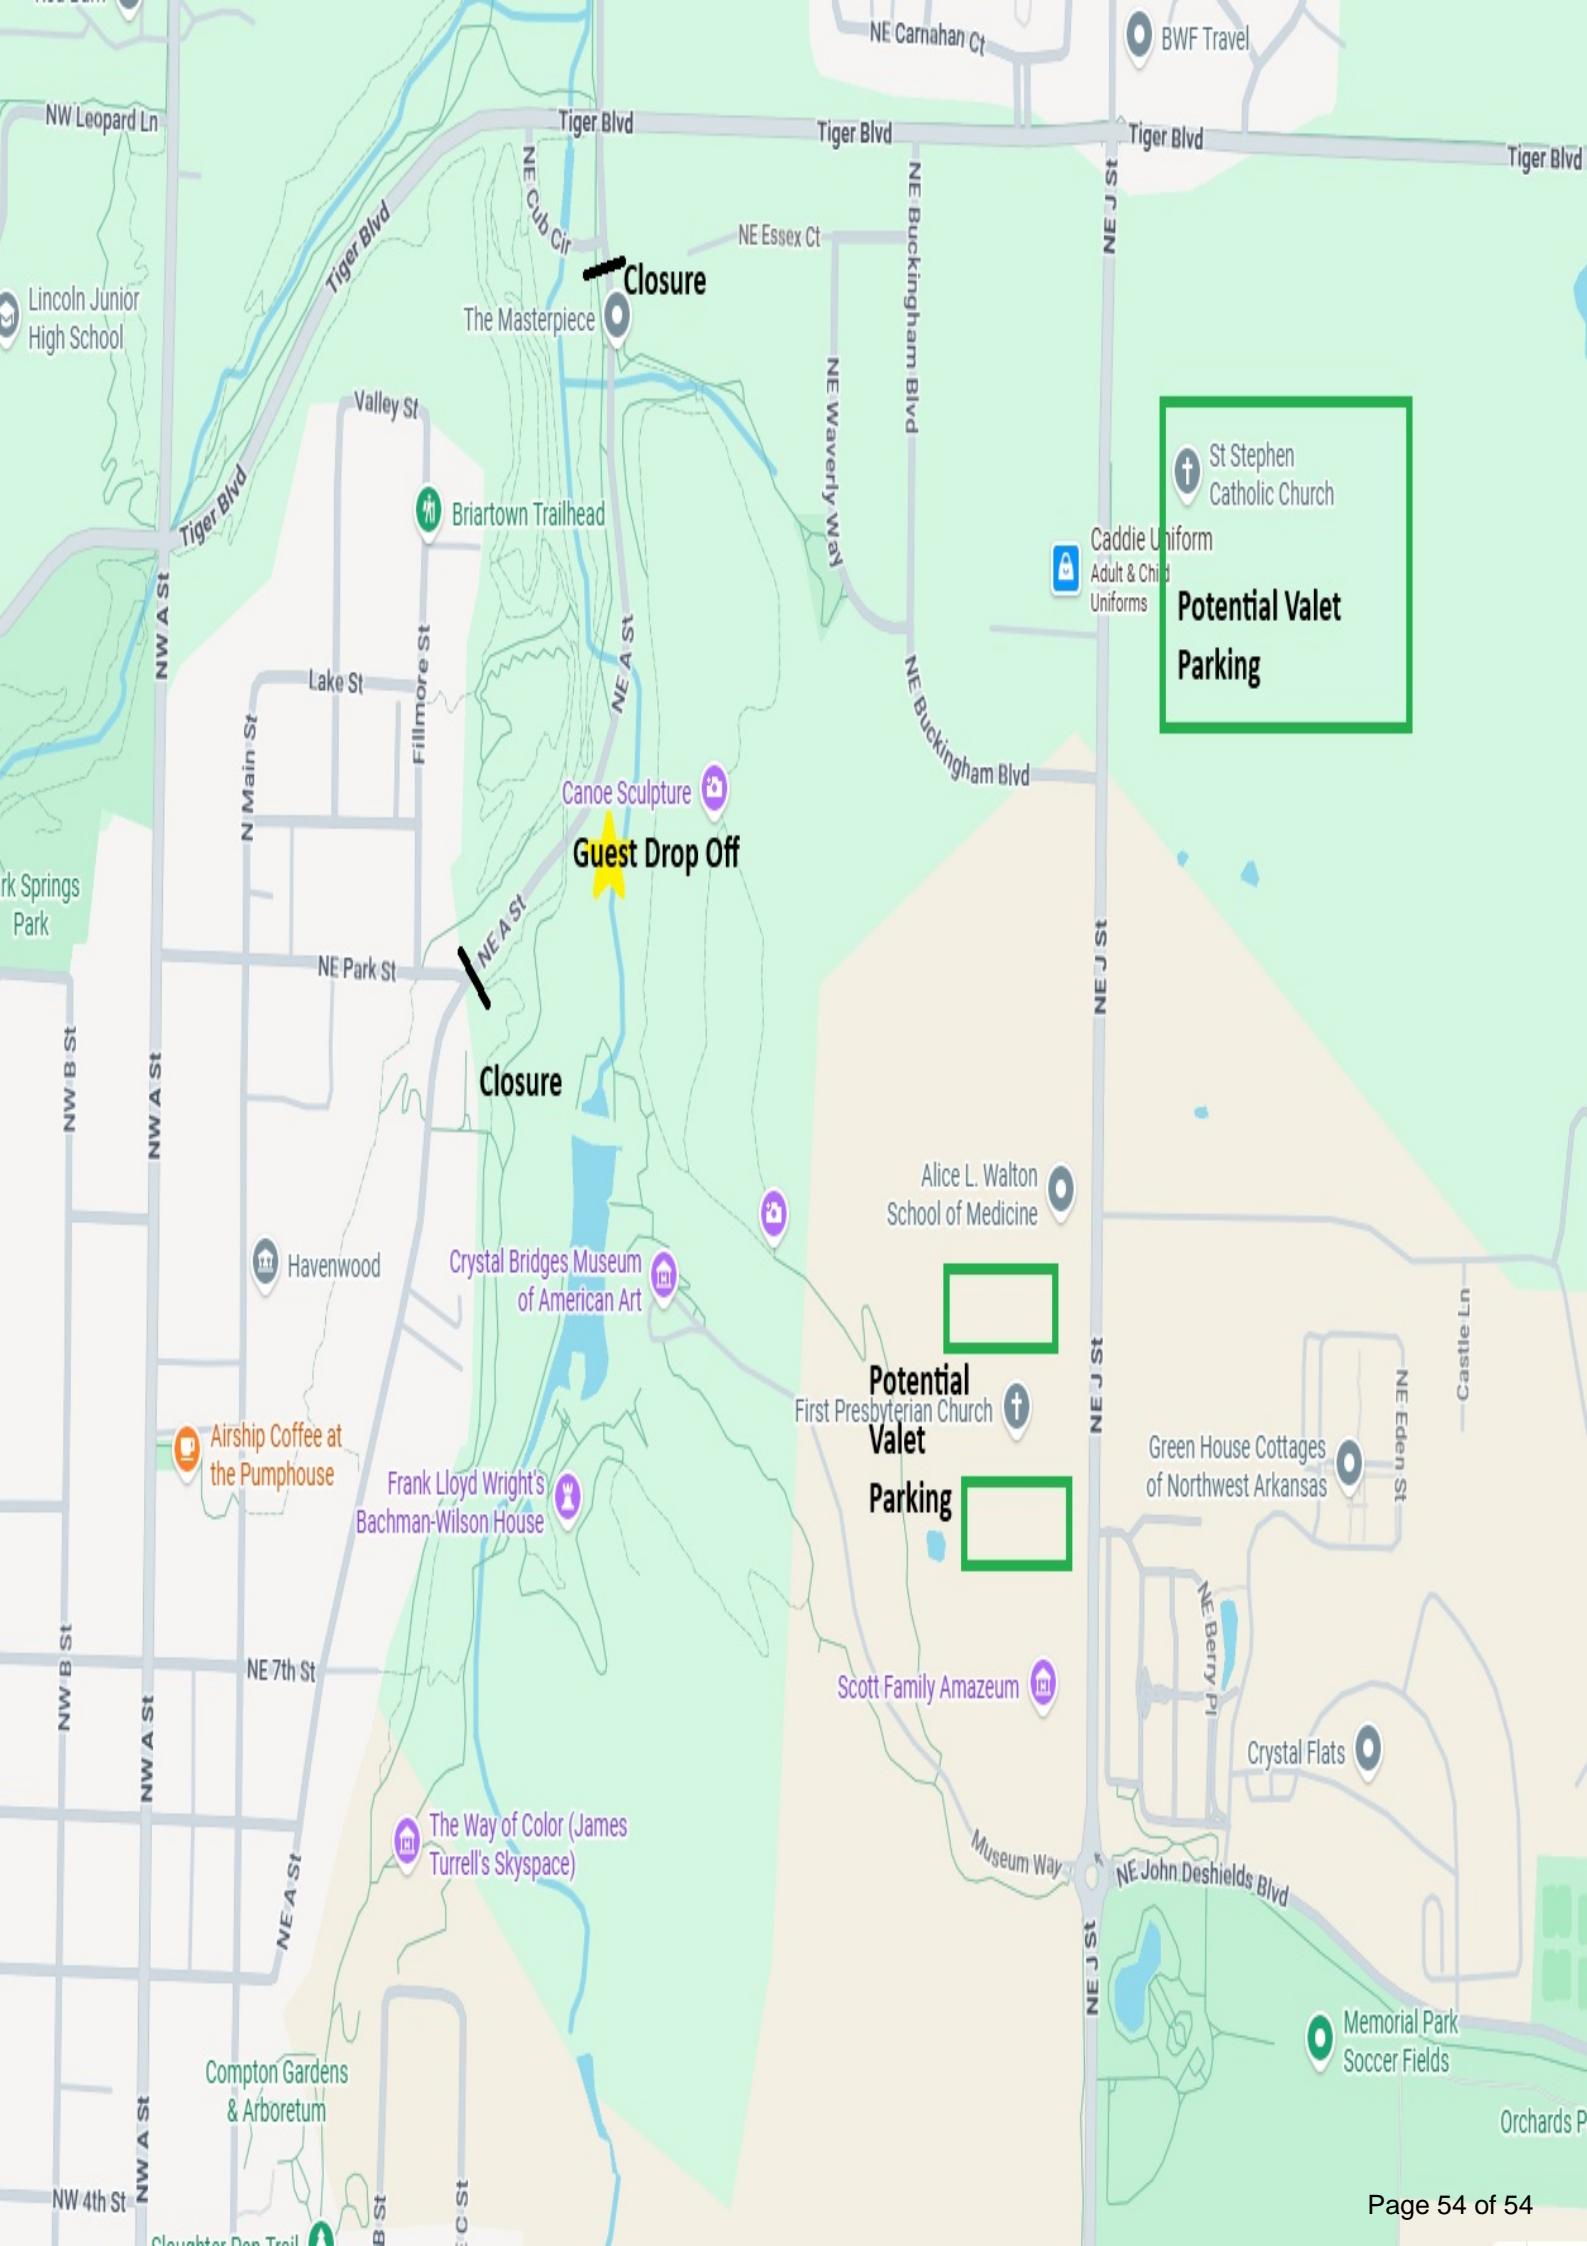 NE Carnahan Ct
BWF Travel
NW Leopard Ln
Tiger Blvd
Tiger Blvd
Tiger Blvd
Tiger Blvd
NE Cub Cir
NE Essex Ct
NE Buckingham Blvd
NE J St
Tiger Blvd
Closure
Lincoln Junior
High School
The Masterpiece
Valley St
NE Waverly Way
St Stephen
Catholic Church
Tiger Blvd
Briartown Trailhead
Caddie Uniform
Adult & Child
Uniforms
Potential Valet
Parking
NW A St
Fillmore St
NE A St
Lake St
NE Buckingham Blvd
N Main St
Canoe Sculpture
Guest Drop Off
rk Springs
Park
NE A St
NE Park St
NE J St
NW B St
NW A St
Closure
Alice L. Walton
School of Medicine
Havenwood
Crystal Bridges Museum
of American Art
Castle Ln
NE J St
Potential
First Presbyterian Church
Valet
Parking
NE Eden St
Airship Coffee at
the Pumphouse
Green House Cottages
of Northwest Arkansas
Frank Lloyd Wright's
Bachman-Wilson House
NE Berry Pl
NW B St
NE 7th St
Scott Family Amazeum
NW A St
Crystal Flats
The Way of Color (James
Turrell's Skyspace)
Museum Way
NE John Deshields Blvd
NE A St
NE J St
Memorial Park
Soccer Fields
Compton Gardens
& Arboretum
Orchards P
NW A St
NW 4th St
B St
C St
Page 54 of 54